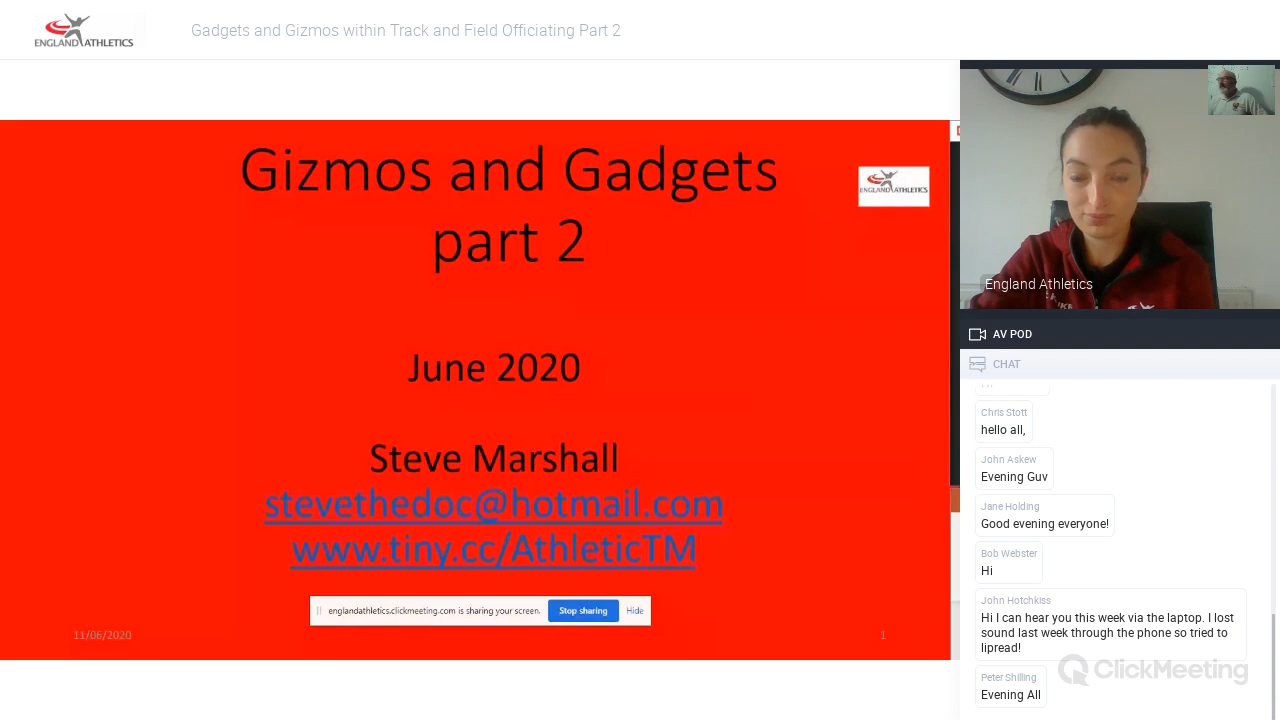 ENGLAND ATHLETICS
Gadgets and Gizmos within Track and Field Officiating Part 2
Gizmos and Gadgets
part 2
ENGLAND ATHLETICS
June 2020
Steve Marshall
stevethedoc@hotmail.com
www.tiny.cc/AthleticTM
englandathletics.clickmeeting.com is sharing your screen.
Stop sharing
Hide
11/06/2020
1
England Athletics
AV POD
CHAT
Chris Stott
hello all,
John Askew
Evening Guv
Jane Holding
Good evening everyone!
Bob Webster
Hi
John Hotchkiss
Hi I can hear you this week via the laptop. I lost
sound last week through the phone so tried to
lipread!
ClickMeeting
Peter Shilling
Evening All